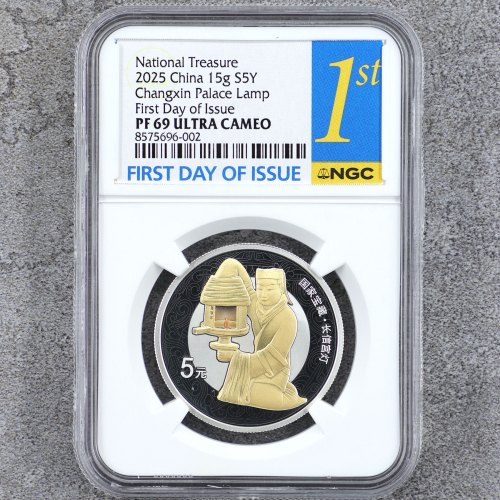 National Treasure
2025 China 15g S5Y
Changxin Palace Lamp
First Day of Issue
PF 69 ULTRA CAMEO
8575696-002
FIRST DAY OF ISSUE
1st
NGC
国家宝藏·长信宫灯
5元